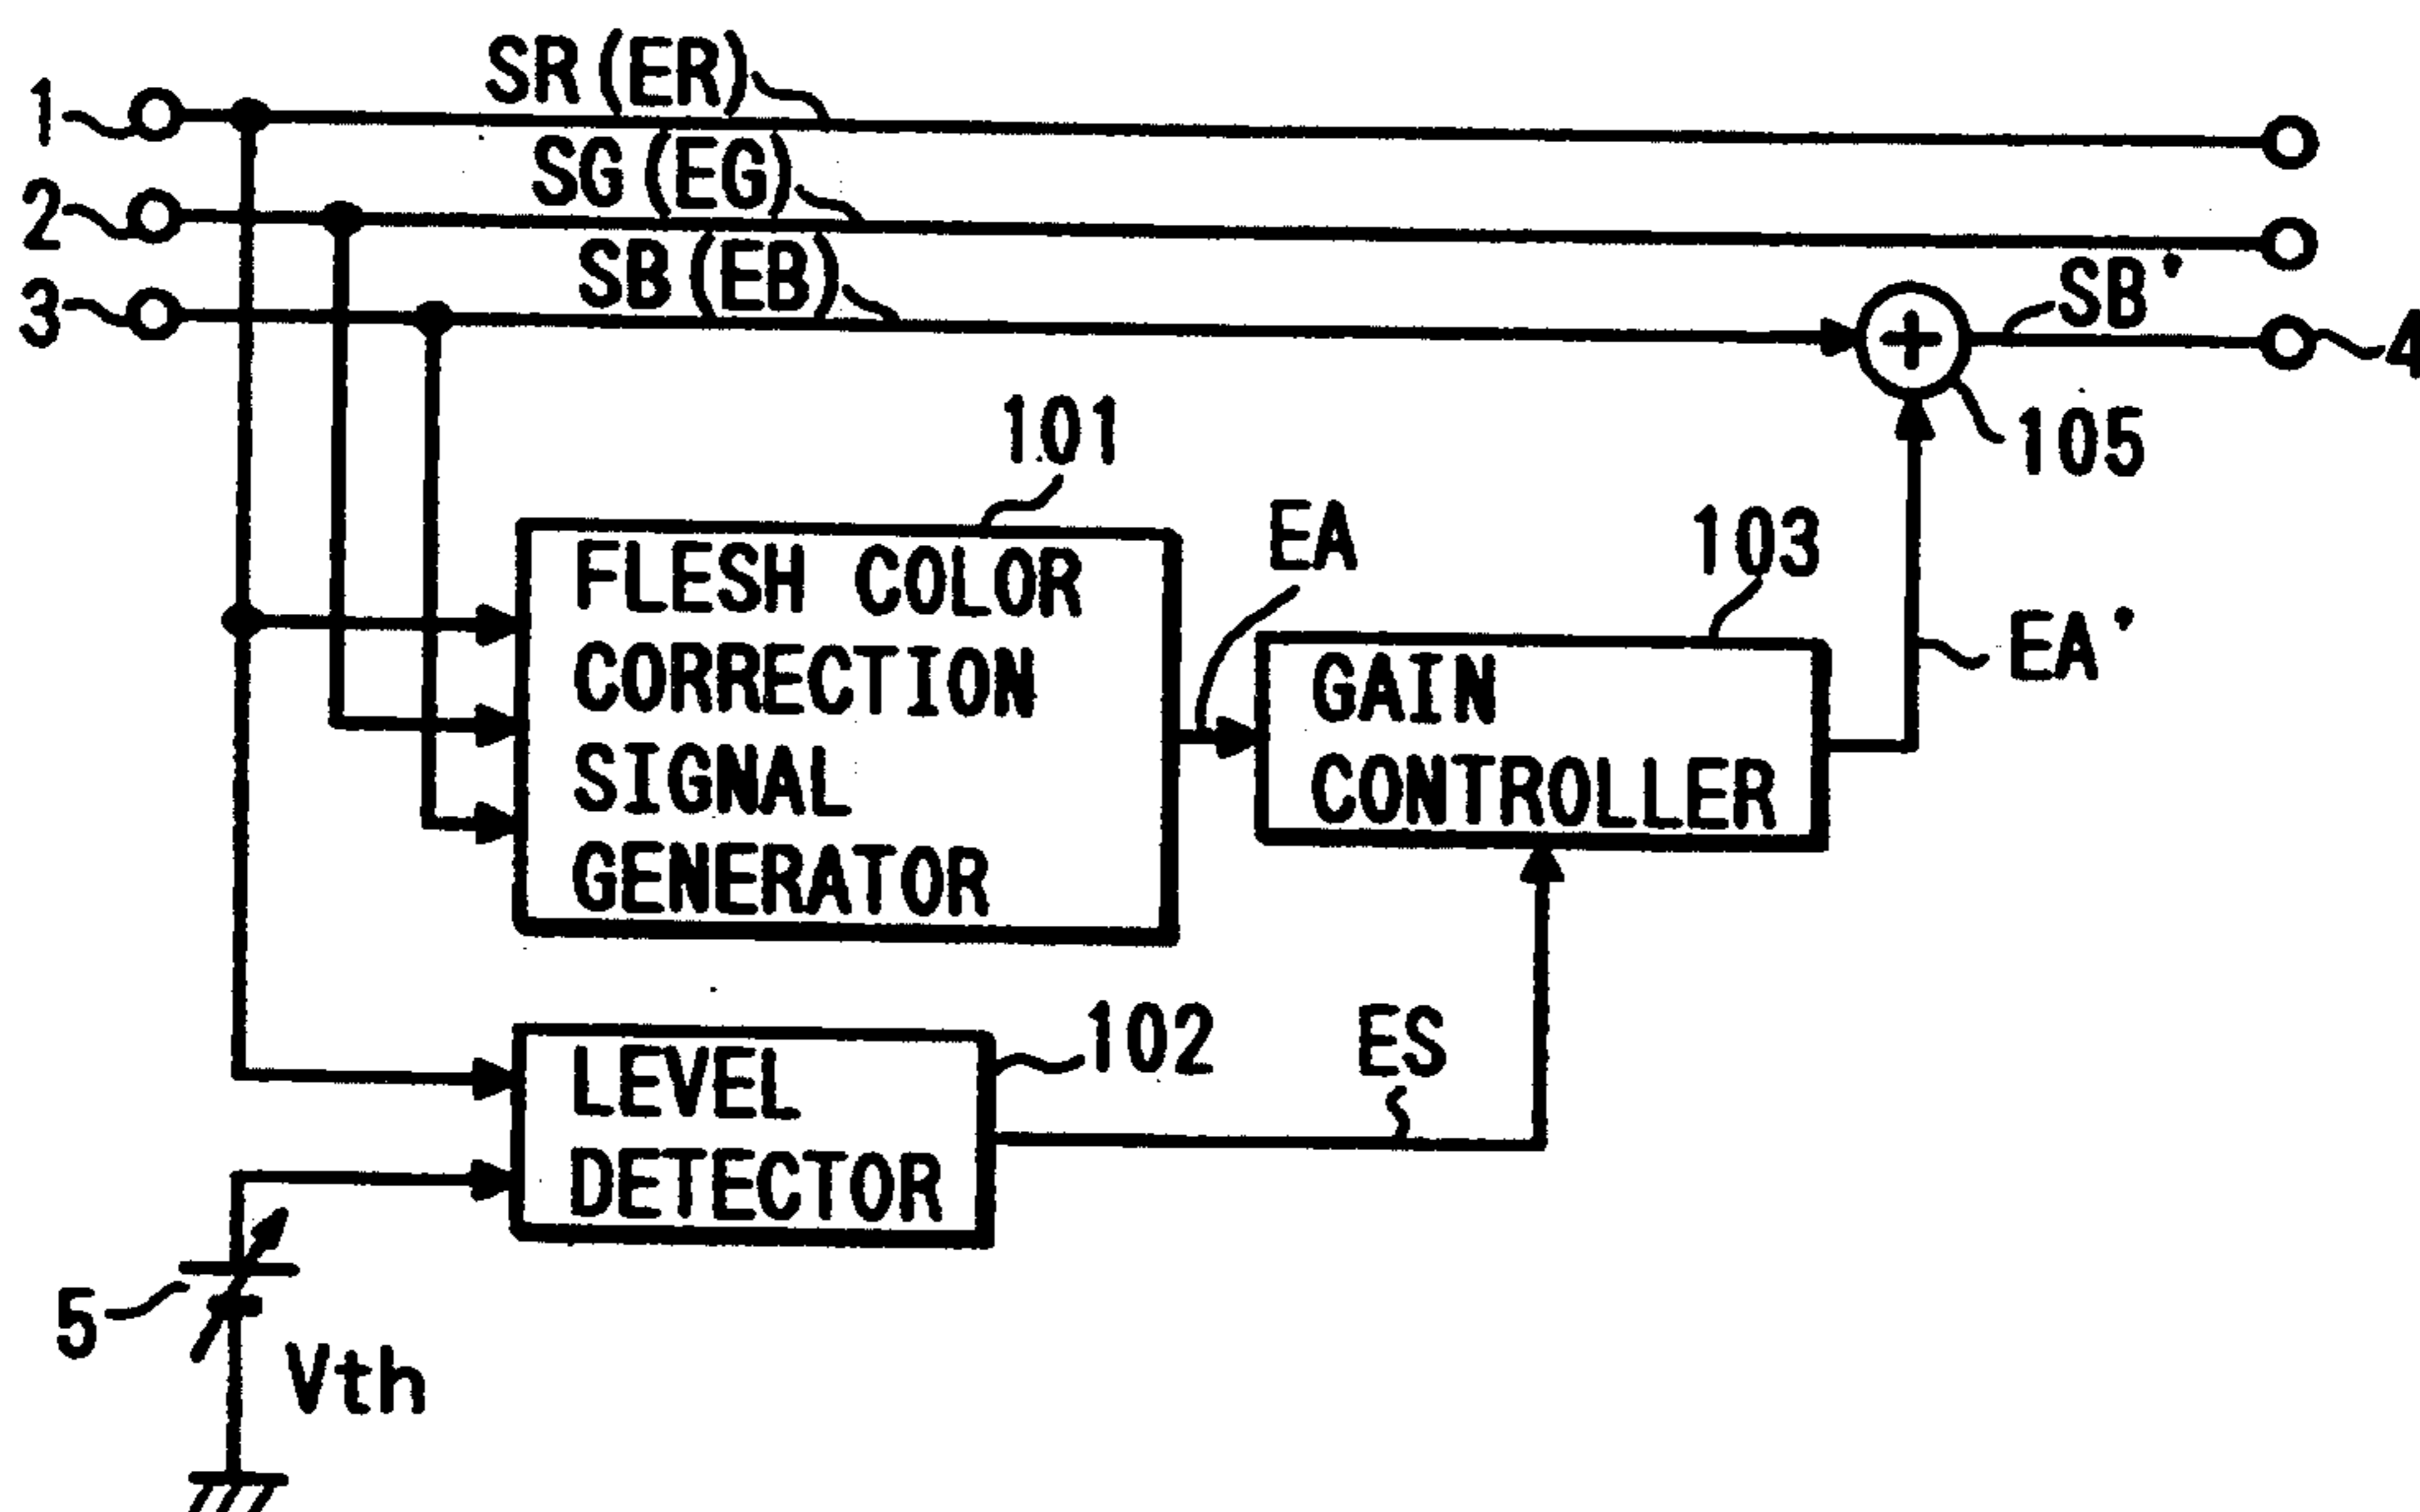 SR(ER)
1
SG(EG)
2
SB(EB)
3
SB'
4
101
105
EA
103
FLESH COLOR
CORRECTION
SIGNAL
GENERATOR
GAIN
CONTROLLER
EA'
102
ES
LEVEL
DETECTOR
5
Vth